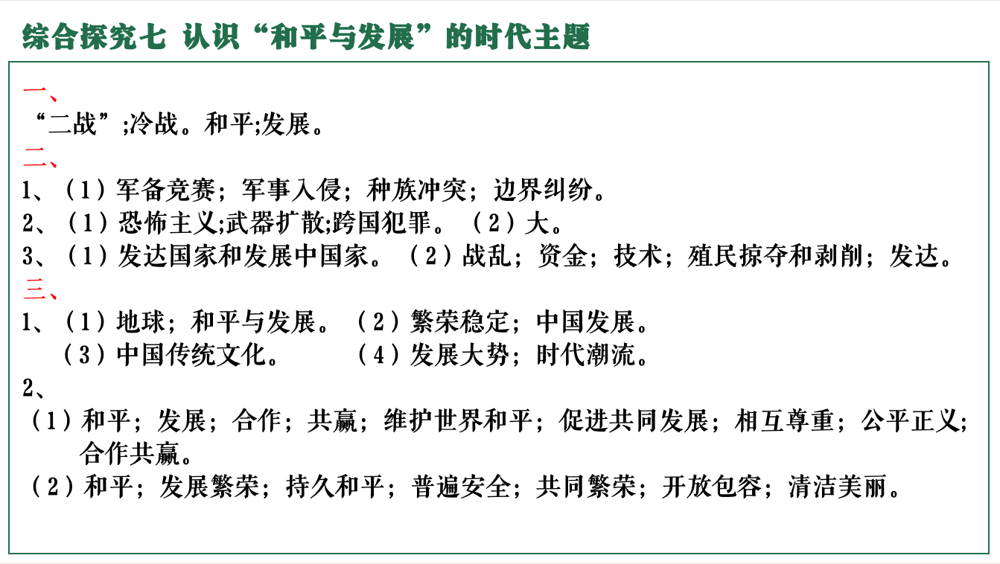 综合探究七 认识“和平与发展”的时代主题
一、
“二战”;冷战。和平;发展。
二、
1、（1）军备竞赛；军事入侵；种族冲突；边界纠纷。
2、（1）恐怖主义;武器扩散;跨国犯罪。（2）大。
3、（1）发达国家和发展中国家。（2）战乱；资金；技术；殖民掠夺和剥削；发达。
三、
1、（1）地球；和平与发展。（2）繁荣稳定；中国发展。
（3）中国传统文化。 （4）发展大势；时代潮流。
2、
（1）和平；发展；合作；共赢；维护世界和平；促进共同发展；相互尊重；公平正义;
合作共赢。
（2）和平；发展繁荣；持久和平；普遍安全；共同繁荣；开放包容；清洁美丽。